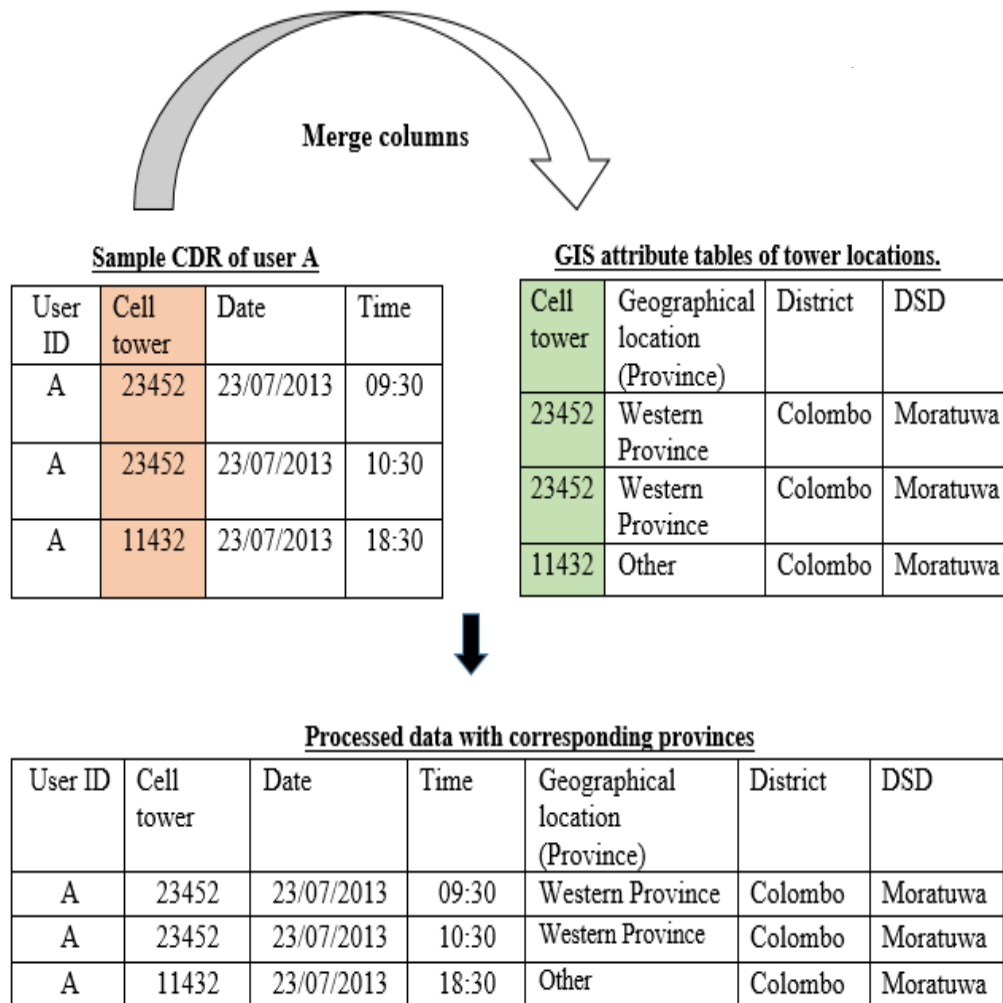 Merge columns
Sample CDR of user A
User ID Cell tower Date Time
A 23452 23/07/2013 09:30
A 23452 23/07/2013 10:30
A 11432 23/07/2013 18:30
GIS attribute tables of tower locations.
Cell tower Geographical location (Province) District DSD
23452 Western Province Colombo Moratuwa
23452 Western Province Colombo Moratuwa
11432 Other Colombo Moratuwa
Processed data with corresponding provinces
User ID Cell tower Date Time Geographical location (Province) District DSD
A 23452 23/07/2013 09:30 Western Province Colombo Moratuwa
A 23452 23/07/2013 10:30 Western Province Colombo Moratuwa
A 11432 23/07/2013 18:30 Other Colombo Moratuwa